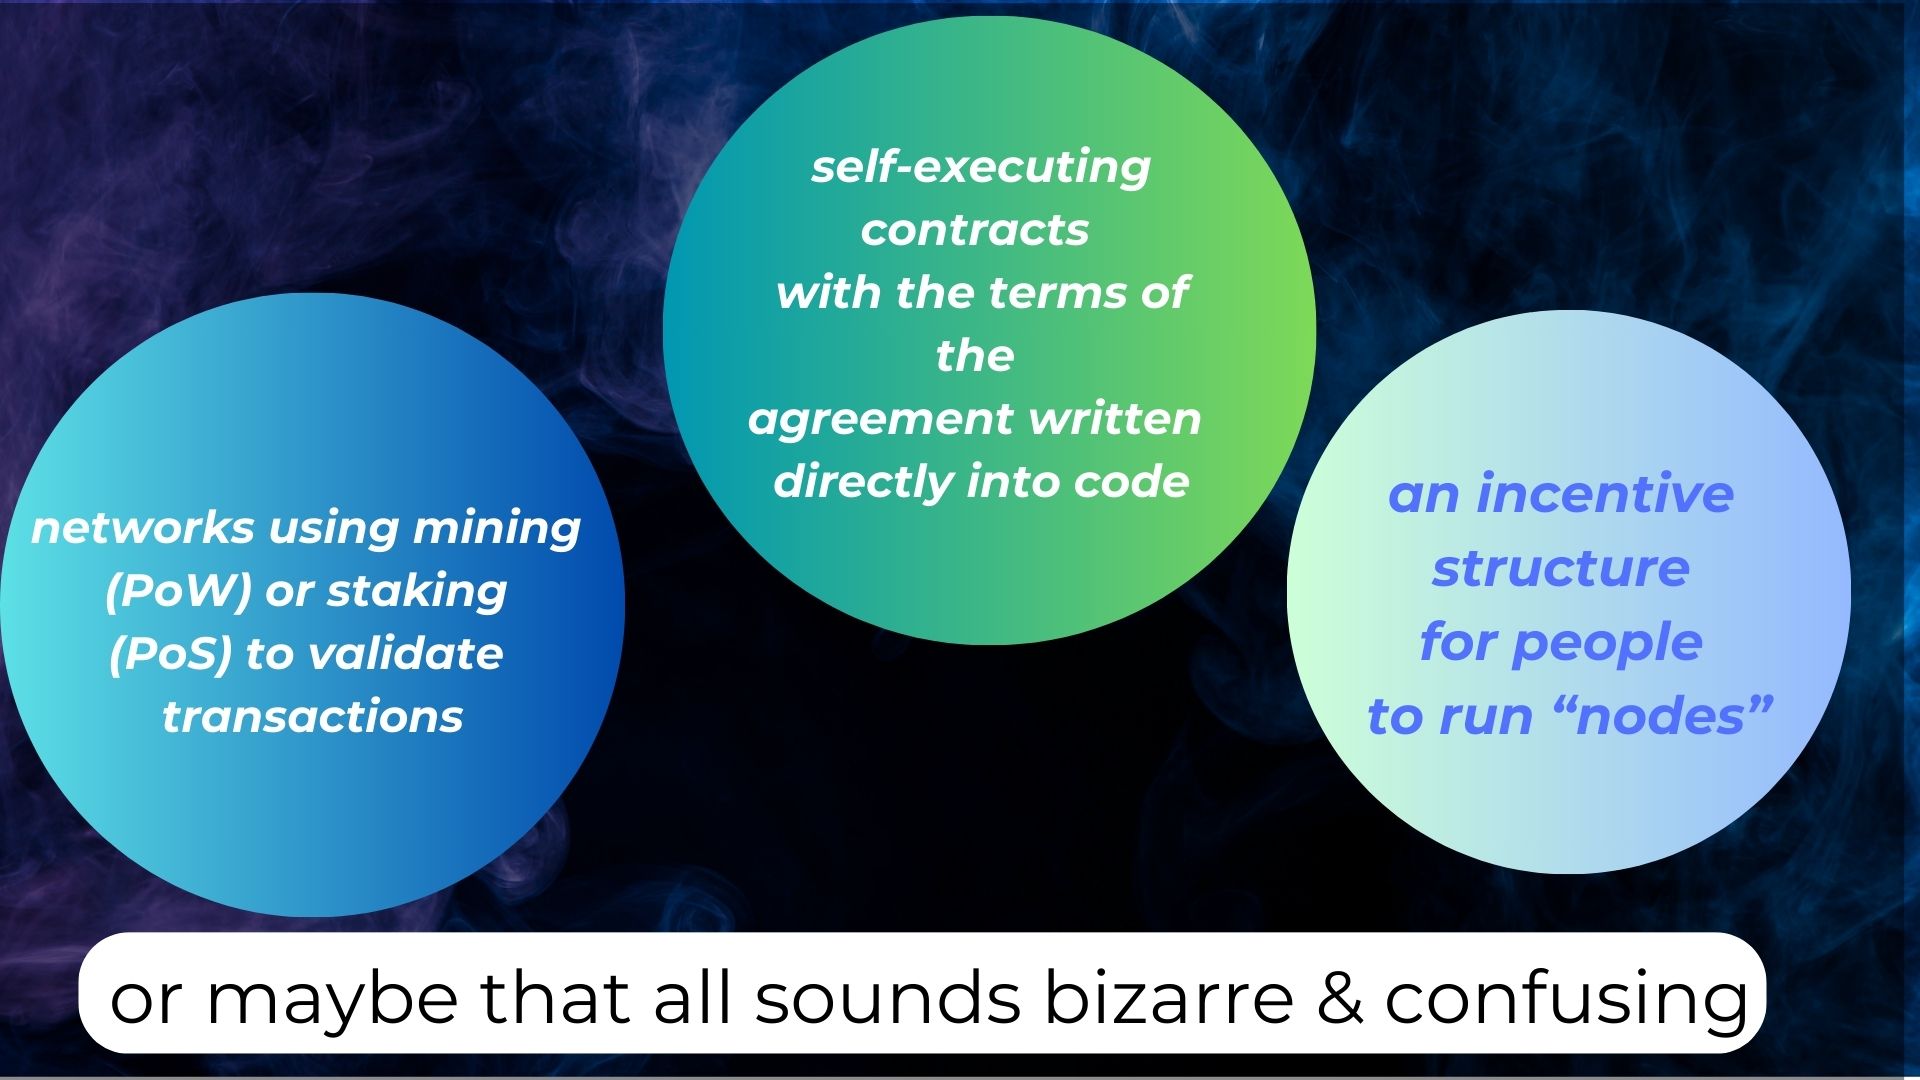 networks using mining
(PoW) or staking
(PoS) to validate
transactions
self-executing
contracts
with the terms of
the
agreement written
directly into code
an incentive
structure
for people
to run “nodes”
or maybe that all sounds bizarre & confusing